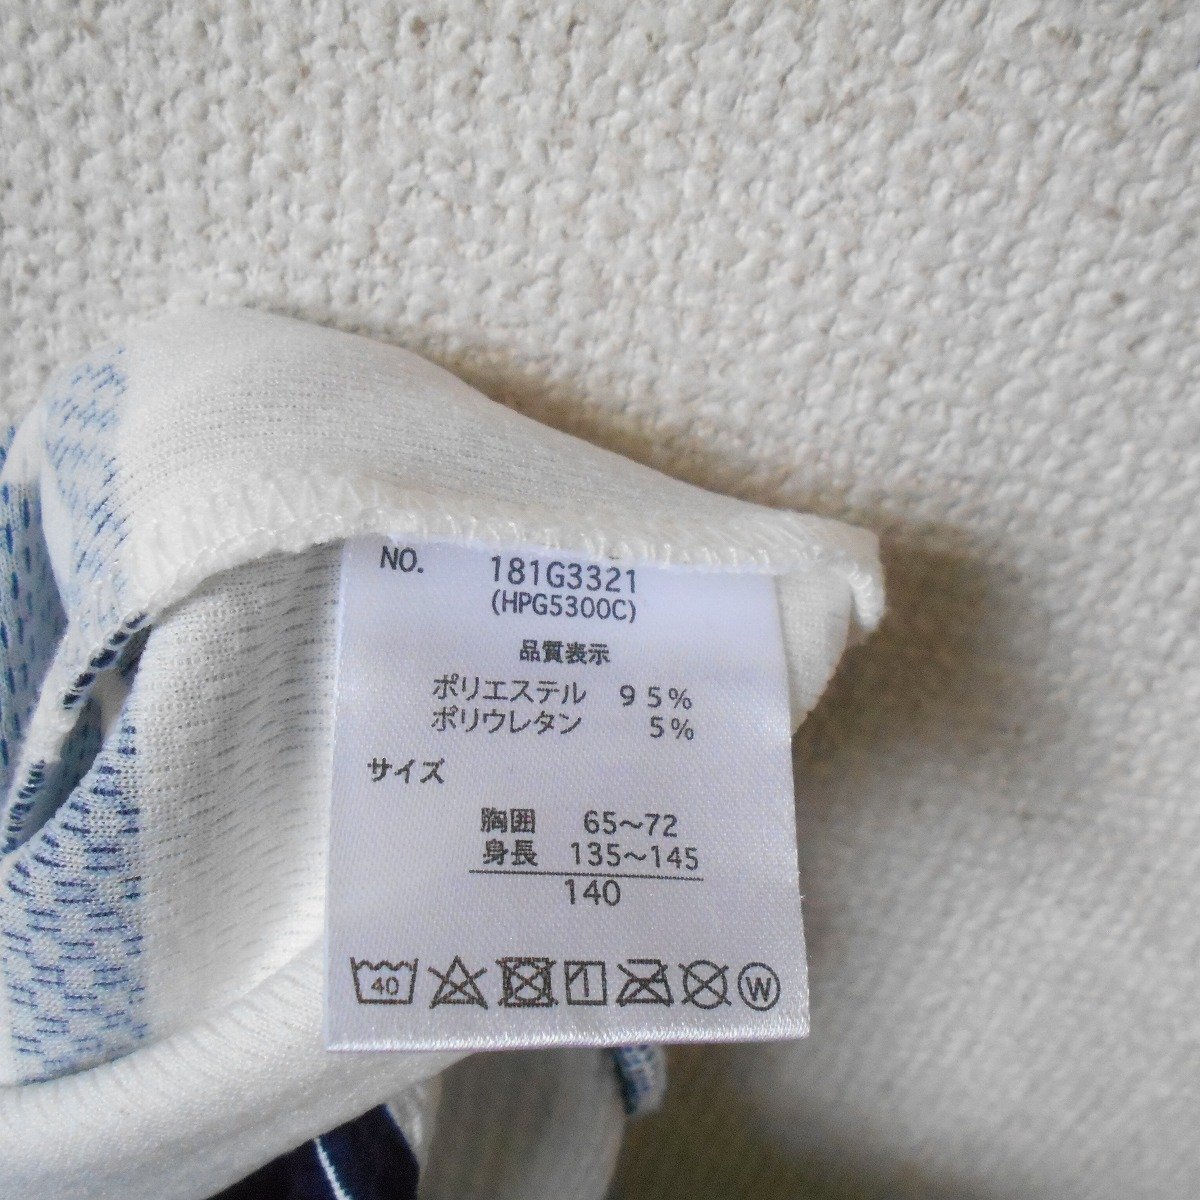 NO. 181G3321
(HPG5300C)
品質表示
ポリエステル 95%
ポリウレタン 5%
サイズ
胸囲 65～72
身長 135～145
140
40
W